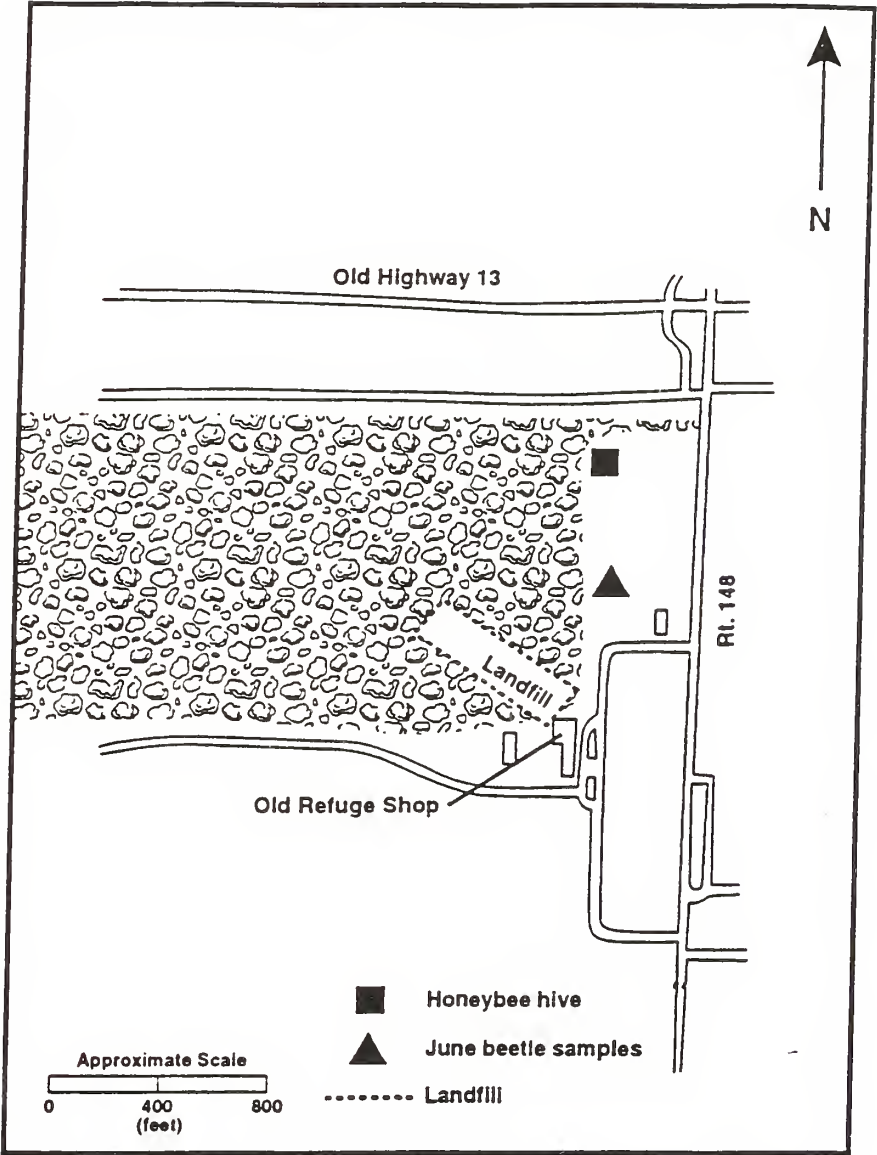 N
Old Highway 13
Rt. 148
Landfill
Old Refuge Shop
Honeybee hive
June beetle samples
Landfill
Approximate Scale
0 400 800
(feet)